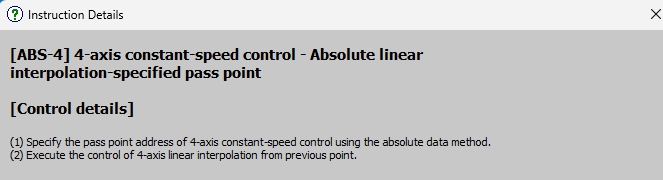 Instruction Details
[ABS-4] 4-axis constant-speed control - Absolute linear
interpolation-specified pass point
[Control details]
(1) Specify the pass point address of 4-axis constant-speed control using the absolute data method.
(2) Execute the control of 4-axis linear interpolation from previous point.